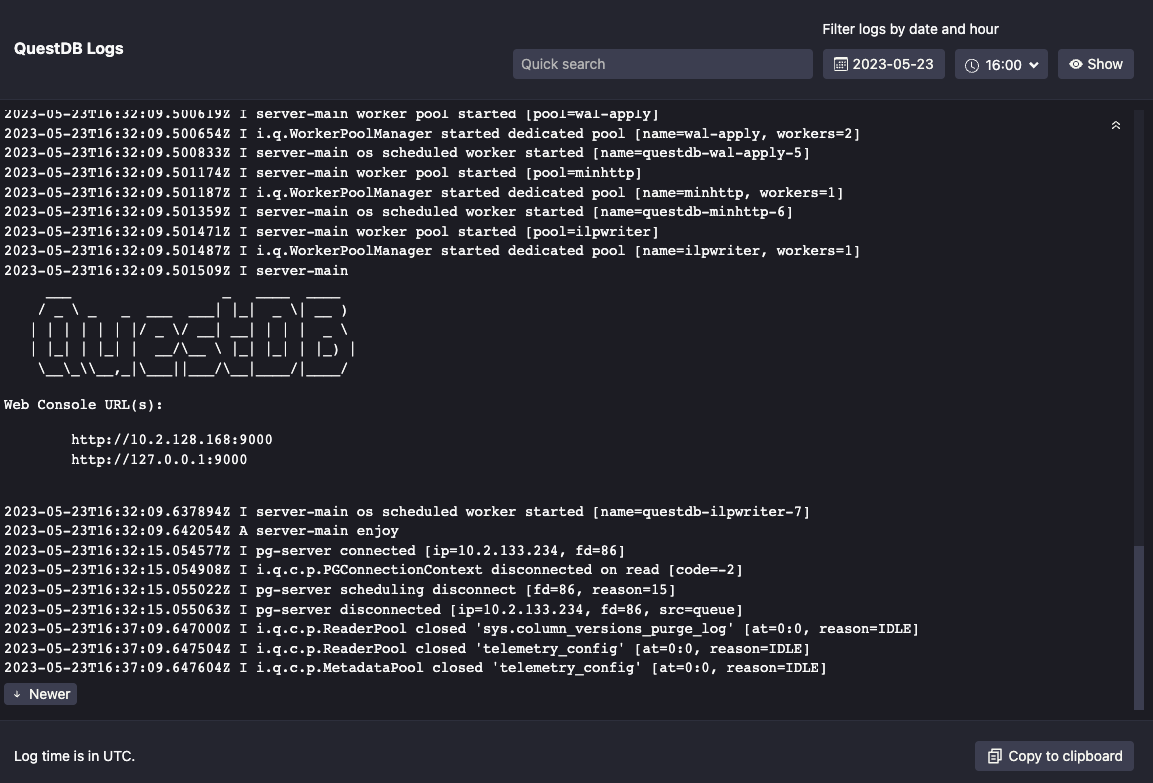 Filter logs by date and hour
QuestDB Logs
Quick search
2023-05-23
16:00
Show
2023-05-23T16:32:09.500619Z I server-main worker pool started [pool=wal-apply]
2023-05-23T16:32:09.500654Z I i.q.WorkerPoolManager started dedicated pool [name=wal-apply, workers=2]
2023-05-23T16:32:09.500833Z I server-main os scheduled worker started [name=questdb-wal-apply-5]
2023-05-23T16:32:09.501174Z I server-main worker pool started [pool=minhttp]
2023-05-23T16:32:09.501187Z I i.q.WorkerPoolManager started dedicated pool [name=minhttp, workers=1]
2023-05-23T16:32:09.501359Z I server-main os scheduled worker started [name=questdb-minhttp-6]
2023-05-23T16:32:09.501471Z I server-main worker pool started [pool=ilpwriter]
2023-05-23T16:32:09.501487Z I i.q.WorkerPoolManager started dedicated pool [name=ilpwriter, workers=1]
2023-05-23T16:32:09.501509Z I server-main
QuestDB
Web Console URL(s):
http://10.2.128.168:9000
http://127.0.0.1:9000
2023-05-23T16:32:09.637894Z I server-main os scheduled worker started [name=questdb-ilpwriter-7]
2023-05-23T16:32:09.642054Z A server-main enjoy
2023-05-23T16:32:15.054577Z I pg-server connected [ip=10.2.133.234, fd=86]
2023-05-23T16:32:15.054908Z I i.q.c.p.PGConnectionContext disconnected on read [code=-2]
2023-05-23T16:32:15.055022Z I pg-server scheduling disconnect [fd=86, reason=15]
2023-05-23T16:32:15.055063Z I pg-server disconnected [ip=10.2.133.234, fd=86, src=queue]
2023-05-23T16:37:09.647000Z I i.q.c.p.ReaderPool closed 'sys.column_versions_purge_log' [at=0:0, reason=IDLE]
2023-05-23T16:37:09.647504Z I i.q.c.p.ReaderPool closed 'telemetry_config' [at=0:0, reason=IDLE]
2023-05-23T16:37:09.647604Z I i.q.c.p.MetadataPool closed 'telemetry_config' [at=0:0, reason=IDLE]
↓ Newer
Log time is in UTC.
Copy to clipboard